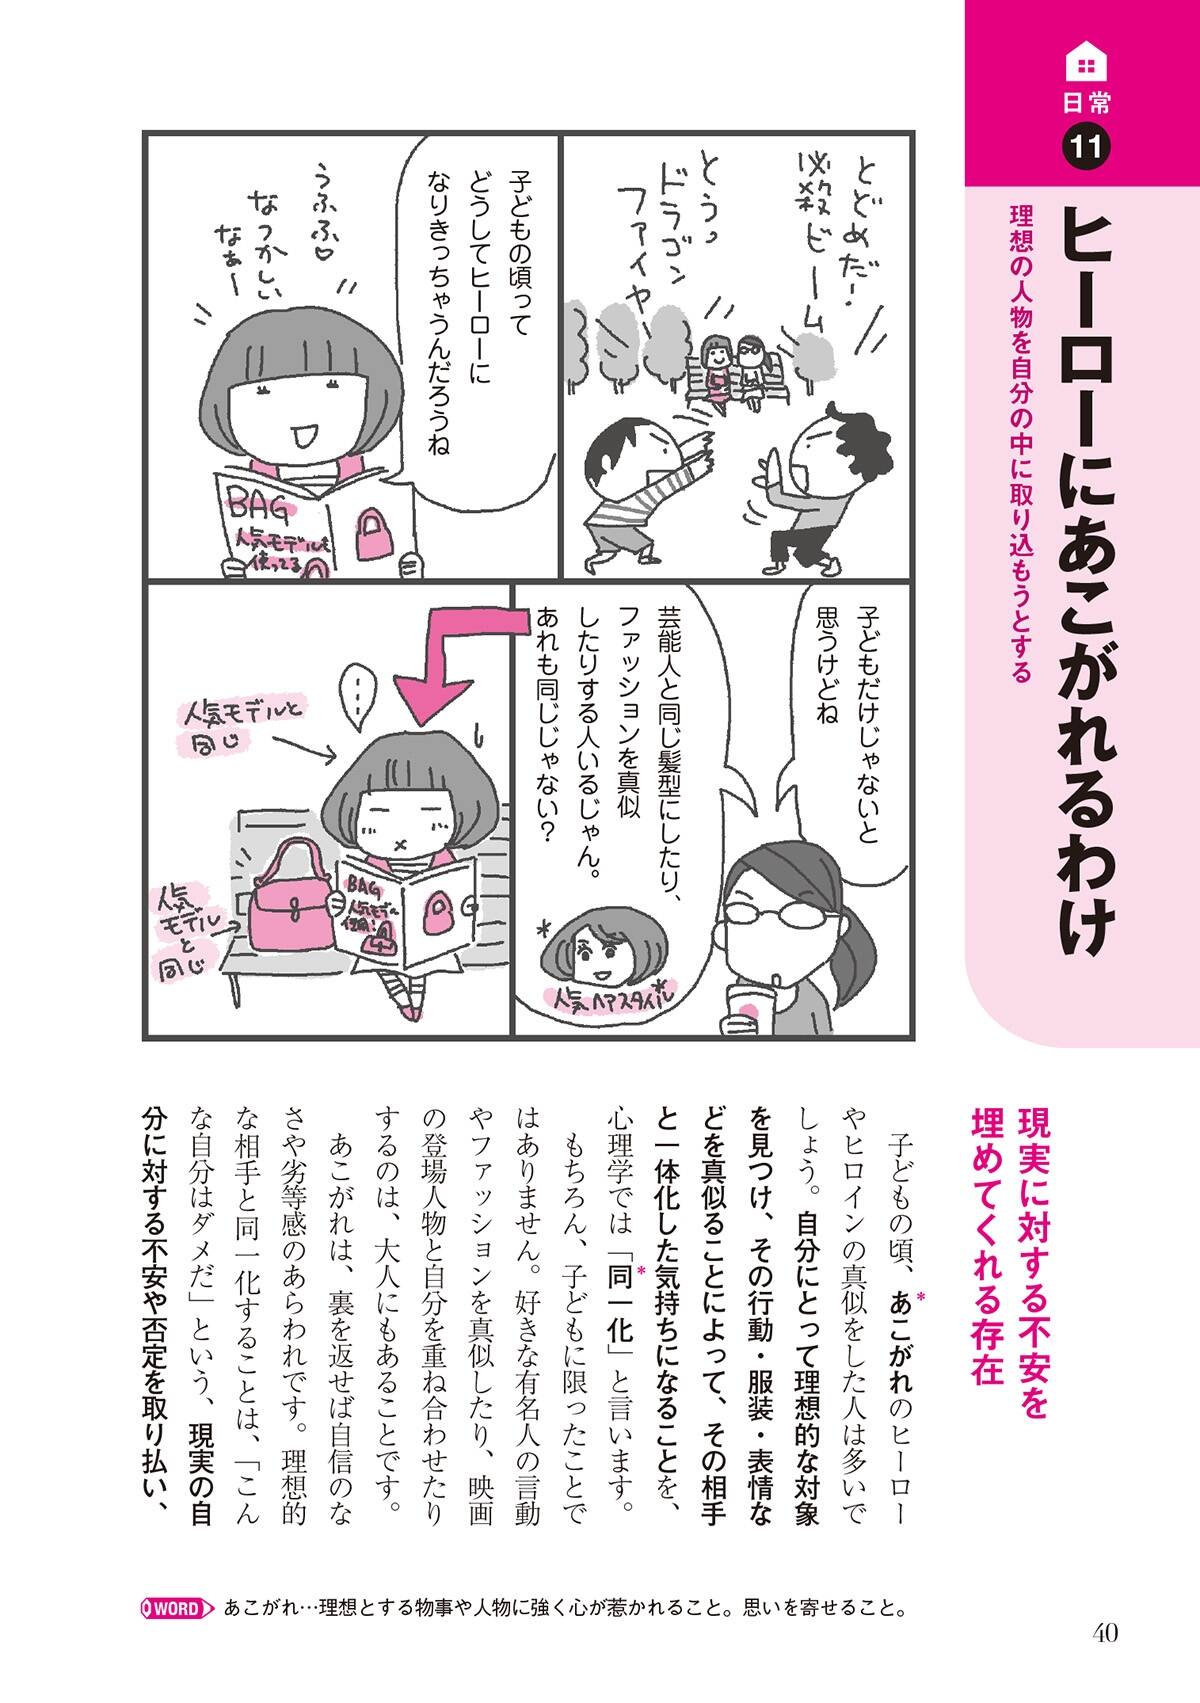 日常
11
ヒーローにあこがれるわけ
理想の人物を自分の中に取り込もうとする
とどめだ！
必殺ビーム
とう。
ドラゴン
ファイヤ
子どもの頃って
どうしてヒーローに
なりきっちゃうんだろうね
うふふ♡
なつかしい
なぁー
BAG
人気モデルも
使ってる
子どもだけじゃないと
思うけどね
芸能人と同じ髪型にしたり、
ファッションを真似
したりする人いるじゃん。
あれも同じじゃない？
人気ヘアスタイル
……
人気モデルと
同じ
BAG
人気モデル
使用！
人気
モデル
と
同じ
現実に対する不安を
埋めてくれる存在
子どもの頃、あこがれ*のヒーロー
やヒロインの真似をした人は多いで
しょう。自分にとって理想的な対象
を見つけ、その行動・服装・表情な
どを真似ることによって、その相手
と一体化した気持ちになることを、
心理学では「同一化*」と言います。
もちろん、子どもに限ったことで
はありません。好きな有名人の言動
やファッションを真似したり、映画
の登場人物と自分を重ね合わせたり
するのは、大人にもあることです。
あこがれは、裏を返せば自信のな
さや劣等感のあらわれです。理想的
な相手と同一化することは、「こん
な自分はダメだ」という、現実の自
分に対する不安や否定を取り払い、
WORD あこがれ…理想とする物事や人物に強く心が惹かれること。思いを寄せること。
40